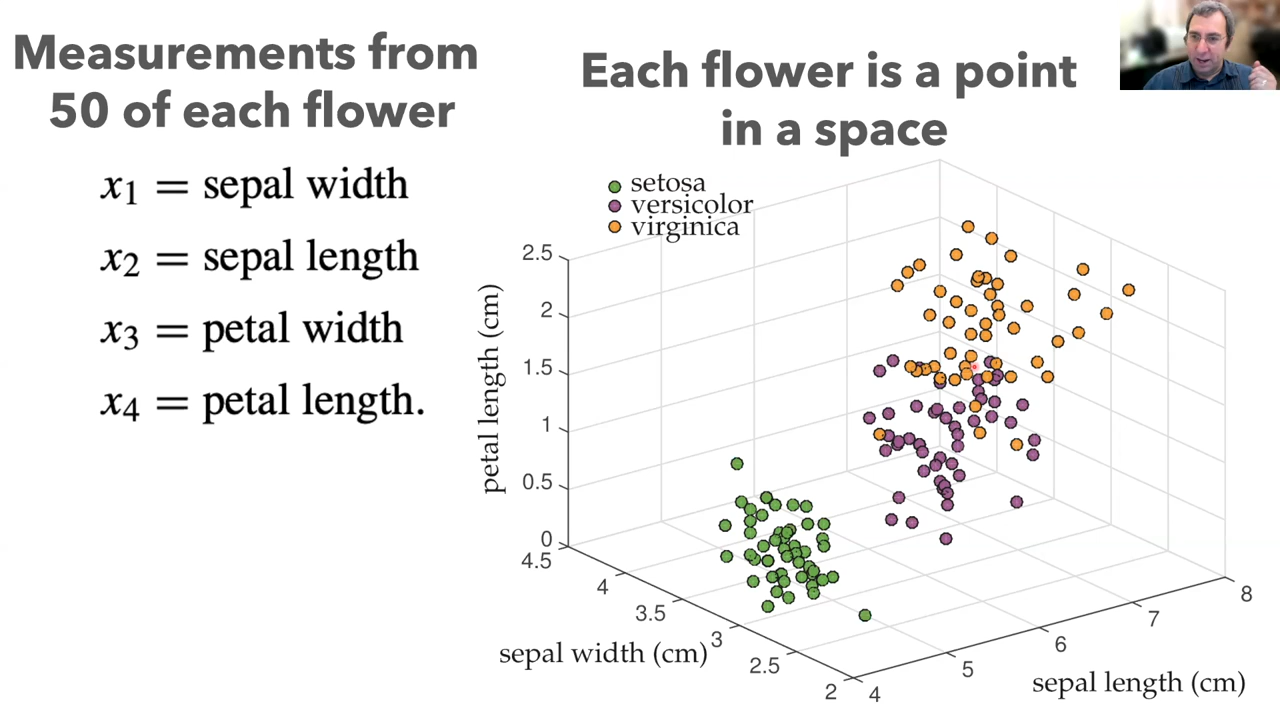 Measurements from
50 of each flower
x1 = sepal width
x2 = sepal length
x3 = petal width
x4 = petal length.
Each flower is a point
in a space
setosa
versicolor
virginica
petal length (cm)
2.5
2
1.5
1
0.5
0
4.5
4
3.5
3
2.5
2
sepal width (cm)
4
5
6
7
8
sepal length (cm)